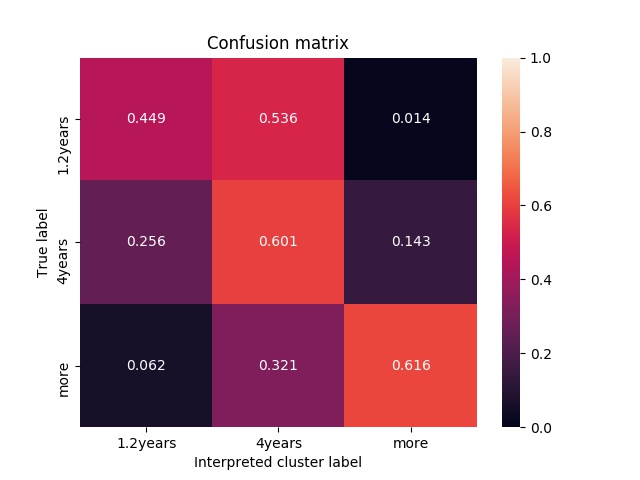 Confusion matrix
True label
1.2years
0.449
0.536
0.014
4years
0.256
0.601
0.143
more
0.062
0.321
0.616
1.2years
4years
more
Interpreted cluster label
1.0
0.8
0.6
0.4
0.2
0.0